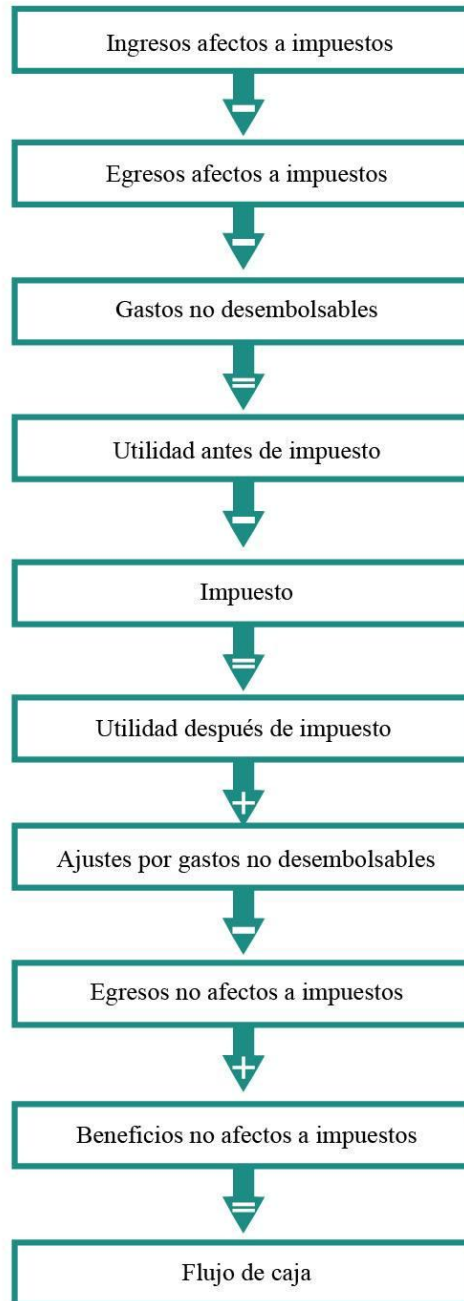 Ingresos afectos a impuestos
−
Egresos afectos a impuestos
−
Gastos no desembolsables
=
Utilidad antes de impuesto
−
Impuesto
=
Utilidad después de impuesto
+
Ajustes por gastos no desembolsables
−
Egresos no afectos a impuestos
+
Beneficios no afectos a impuestos
=
Flujo de caja